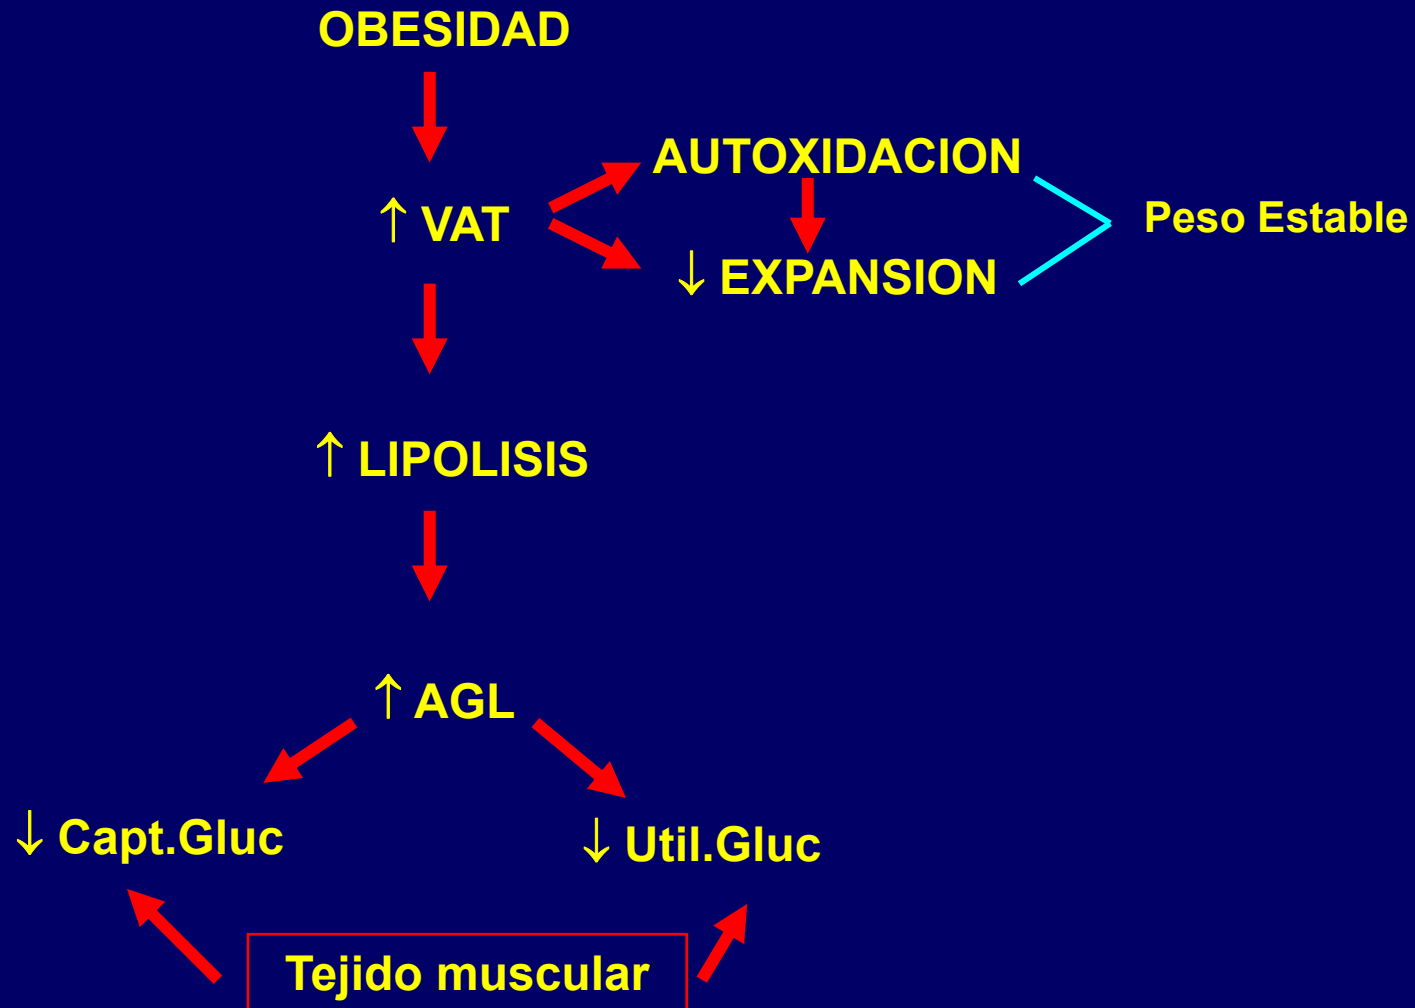 OBESIDAD
AUTOXIDACION
↑ VAT
Peso Estable
↓ EXPANSION
↑ LIPOLISIS
↑ AGL
↓ Capt.Gluc
↓ Util.Gluc
Tejido muscular